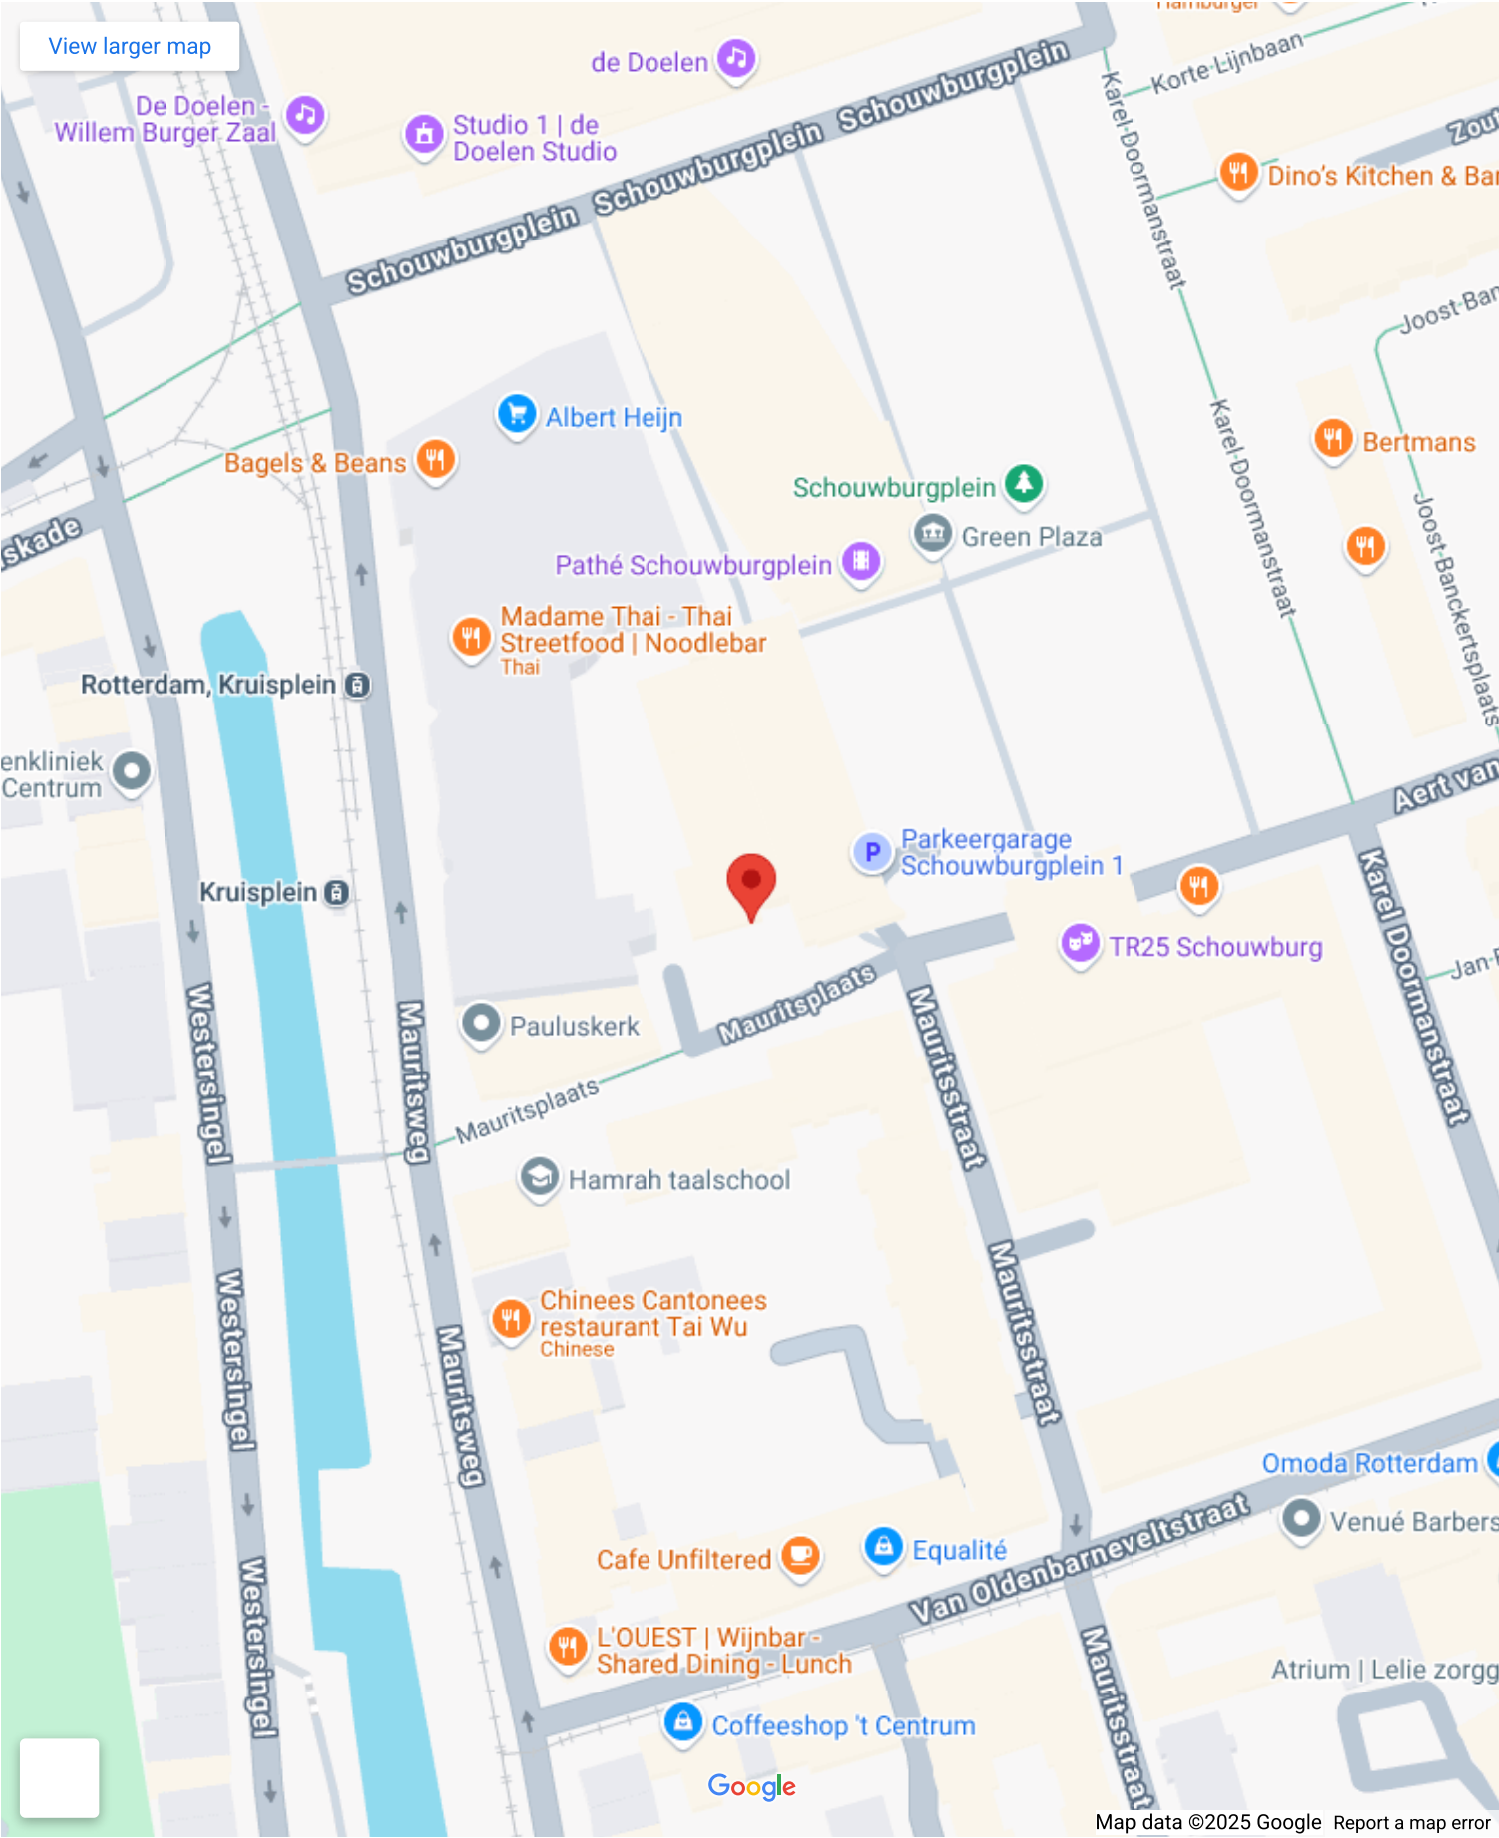 View larger map
Hamburger
de Doelen
De Doelen -
Willem Burger Zaal
Studio 1 | de
Doelen Studio
Schouwburgplein
Schouwburgplein
Schouwburgplein
Korte Lijnbaan
Zout
Dino's Kitchen & Bar
Karel Doormanstraat
Joost Ban
Albert Heijn
Bagels & Beans
Karel Doormanstraat
Bertmans
Schouwburgplein
Green Plaza
skade
Pathé Schouwburgplein
Joost Banckertsplaats
Madame Thai - Thai
Streetfood | Noodlebar
Thai
Rotterdam, Kruisplein
enkliniek
Centrum
Aert van
Parkeergarage
Schouwburgplein 1
P
Kruisplein
Karel Doormanstraat
TR25 Schouwburg
Jan
Westersingel
Mauritsweg
Pauluskerk
Mauritsplaats
Mauritsstraat
Mauritsplaats
Hamrah taalschool
Westersingel
Chinees Cantonees
restaurant Tai Wu
Chinese
Mauritsweg
Mauritsstraat
Omoda Rotterdam
Venué Barbers
Van Oldenbarneveltstraat
Cafe Unfiltered
Equalité
Westersingel
L'OUEST | Wijnbar -
Shared Dining - Lunch
Mauritsstraat
Atrium | Lelie zorgg
Coffeeshop 't Centrum
Google
Map data ©2025 Google
Report a map error